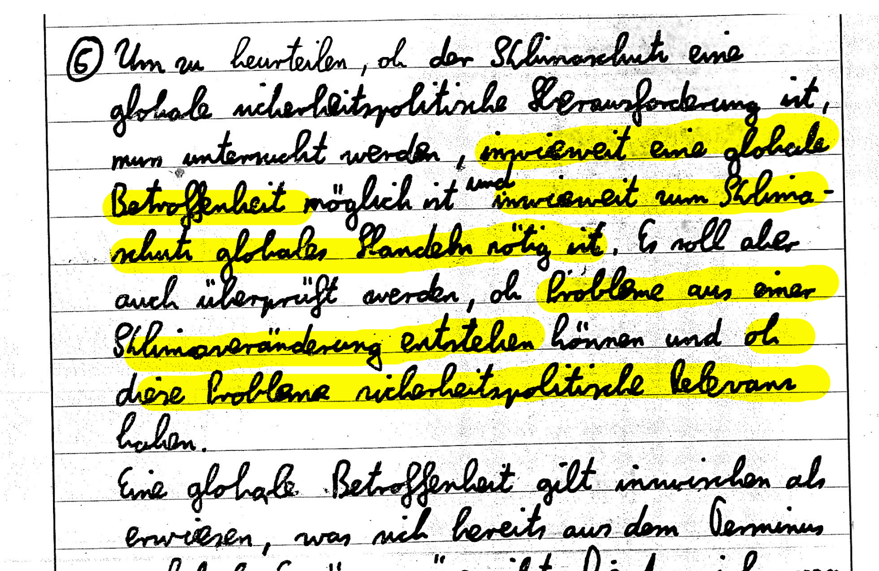 ⑥ Um zu beurteilen, ob der Klimaschutz eine
globale sicherheitspolitische Herausforderung ist,
muss untersucht werden, inwieweit eine globale
Betroffenheit möglich ist und inwieweit zum Klima-
schutz globales Handeln nötig ist. Es soll aber
auch überprüft werden, ob Probleme aus einer
Klimaveränderung entstehen können und ob
diese Probleme sicherheitspolitische Relevanz
haben.
Eine globale Betroffenheit gilt inzwischen als
erwiesen, was sich bereits aus dem Terminus